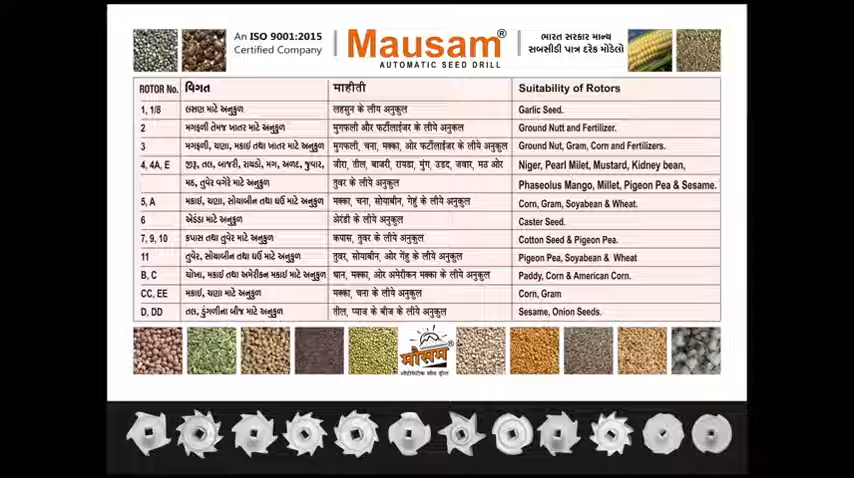 An ISO 9001:2015
Certified Company
Mausam®
AUTOMATIC SEED DRILL
ભારત સરકાર માન્ય
સબસીડી પાત્ર દરેક મોડેલો
ROTOR No. વિગત माहीती Suitability of Rotors
1, 1/8 લસણ માટે અનુકુળ लहसुन के लीय अनुकुल Garlic Seed.
2 મગફળી તેમજ ખાતર માટે અનુકુળ मुगफली और फर्टीलाईजर के लीये अनुकल Ground Nutt and Fertilizer.
3 મગફળી, ચણા, મકાઈ તથા ખાતર માટે અનુકુળ मुगफली, चना, मक्का, ओर फर्टीलाईजर के लीये अनुकुल Ground Nut, Gram, Corn and Fertilizers.
4, 4A, E જીરૂ, તલ, બાજરી, રાયડો, મગ, અળદ, જુવાર, जीरा, तील, बाजरी, रायडा, मुंग, उडद, जवार, मठ ओर Niger, Pearl Milet, Mustard, Kidney bean,
મઠ, તુવેર વગેરે માટે અનુકુળ तुवर के लीये अनुकुल Phaseolus Mango, Millet, Pigeon Pea & Sesame.
5, A મકાઈ, ચણા, સોયાબીન તથા ઘઉં માટે અનુકુળ मक्का, चना, सोयाबीन, गेहुं के लीये अनुकुल Corn, Gram, Soyabean & Wheat.
6 એરંડા માટે અનુકુળ अेरंडी के लीये अनुकुल Caster Seed.
7, 9, 10 કપાસ તથા તુવેર માટે અનુકુળ कपास, तुवर के लीये अनुकुल Cotton Seed & Pigeon Pea.
11 તુવેર, સોયાબીન તથા ઘઉં માટે અનુકુળ तुवर, सोयाबीन, ओर गेंहु के लीये अनुकुल Pigeon Pea, Soyabean & Wheat
B, C ચોખા, મકાઈ તથા અમેરીકન મકાઈ માટે અનુકુળ धान, मक्का, ओर अमेरीकन मक्का के लीये अनुकुल Paddy, Corn & American Corn.
CC, EE મકાઈ, ચણા માટે અનુકુળ मक्का, चना के लीये अनुकुल Corn, Gram
D, DD તલ, ડુંગળીના બીજ માટે અનુકુળ तील, प्याज के बीज के लीये अनुकुल Sesame, Onion Seeds.
मौसम
ओटोमेटीक सीड ड्रील